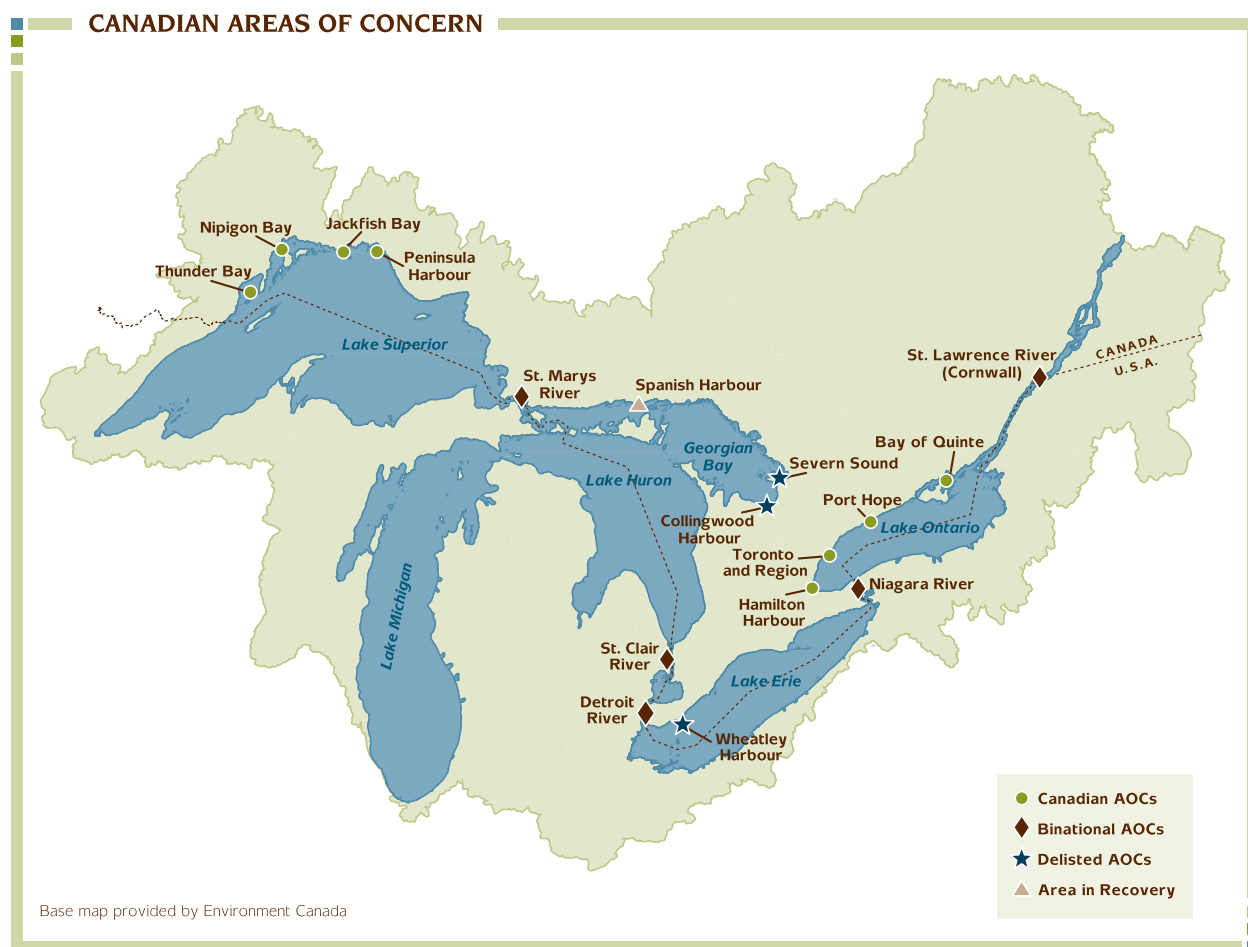 CANADIAN AREAS OF CONCERN
Nipigon Bay
Jackfish Bay
Peninsula
Harbour
Thunder Bay
Lake Superior
St. Marys
River
Spanish Harbour
St. Lawrence River
(Cornwall)
CANADA
U.S.A.
Georgian
Bay
Severn Sound
Bay of Quinte
Lake Huron
Port Hope
Collingwood
Harbour
Lake Ontario
Toronto
and Region
Niagara River
Hamilton
Harbour
Lake Michigan
St. Clair
River
Lake Erie
Detroit
River
Wheatley
Harbour
Canadian AOCs
Binational AOCs
Delisted AOCs
Area in Recovery
Base map provided by Environment Canada